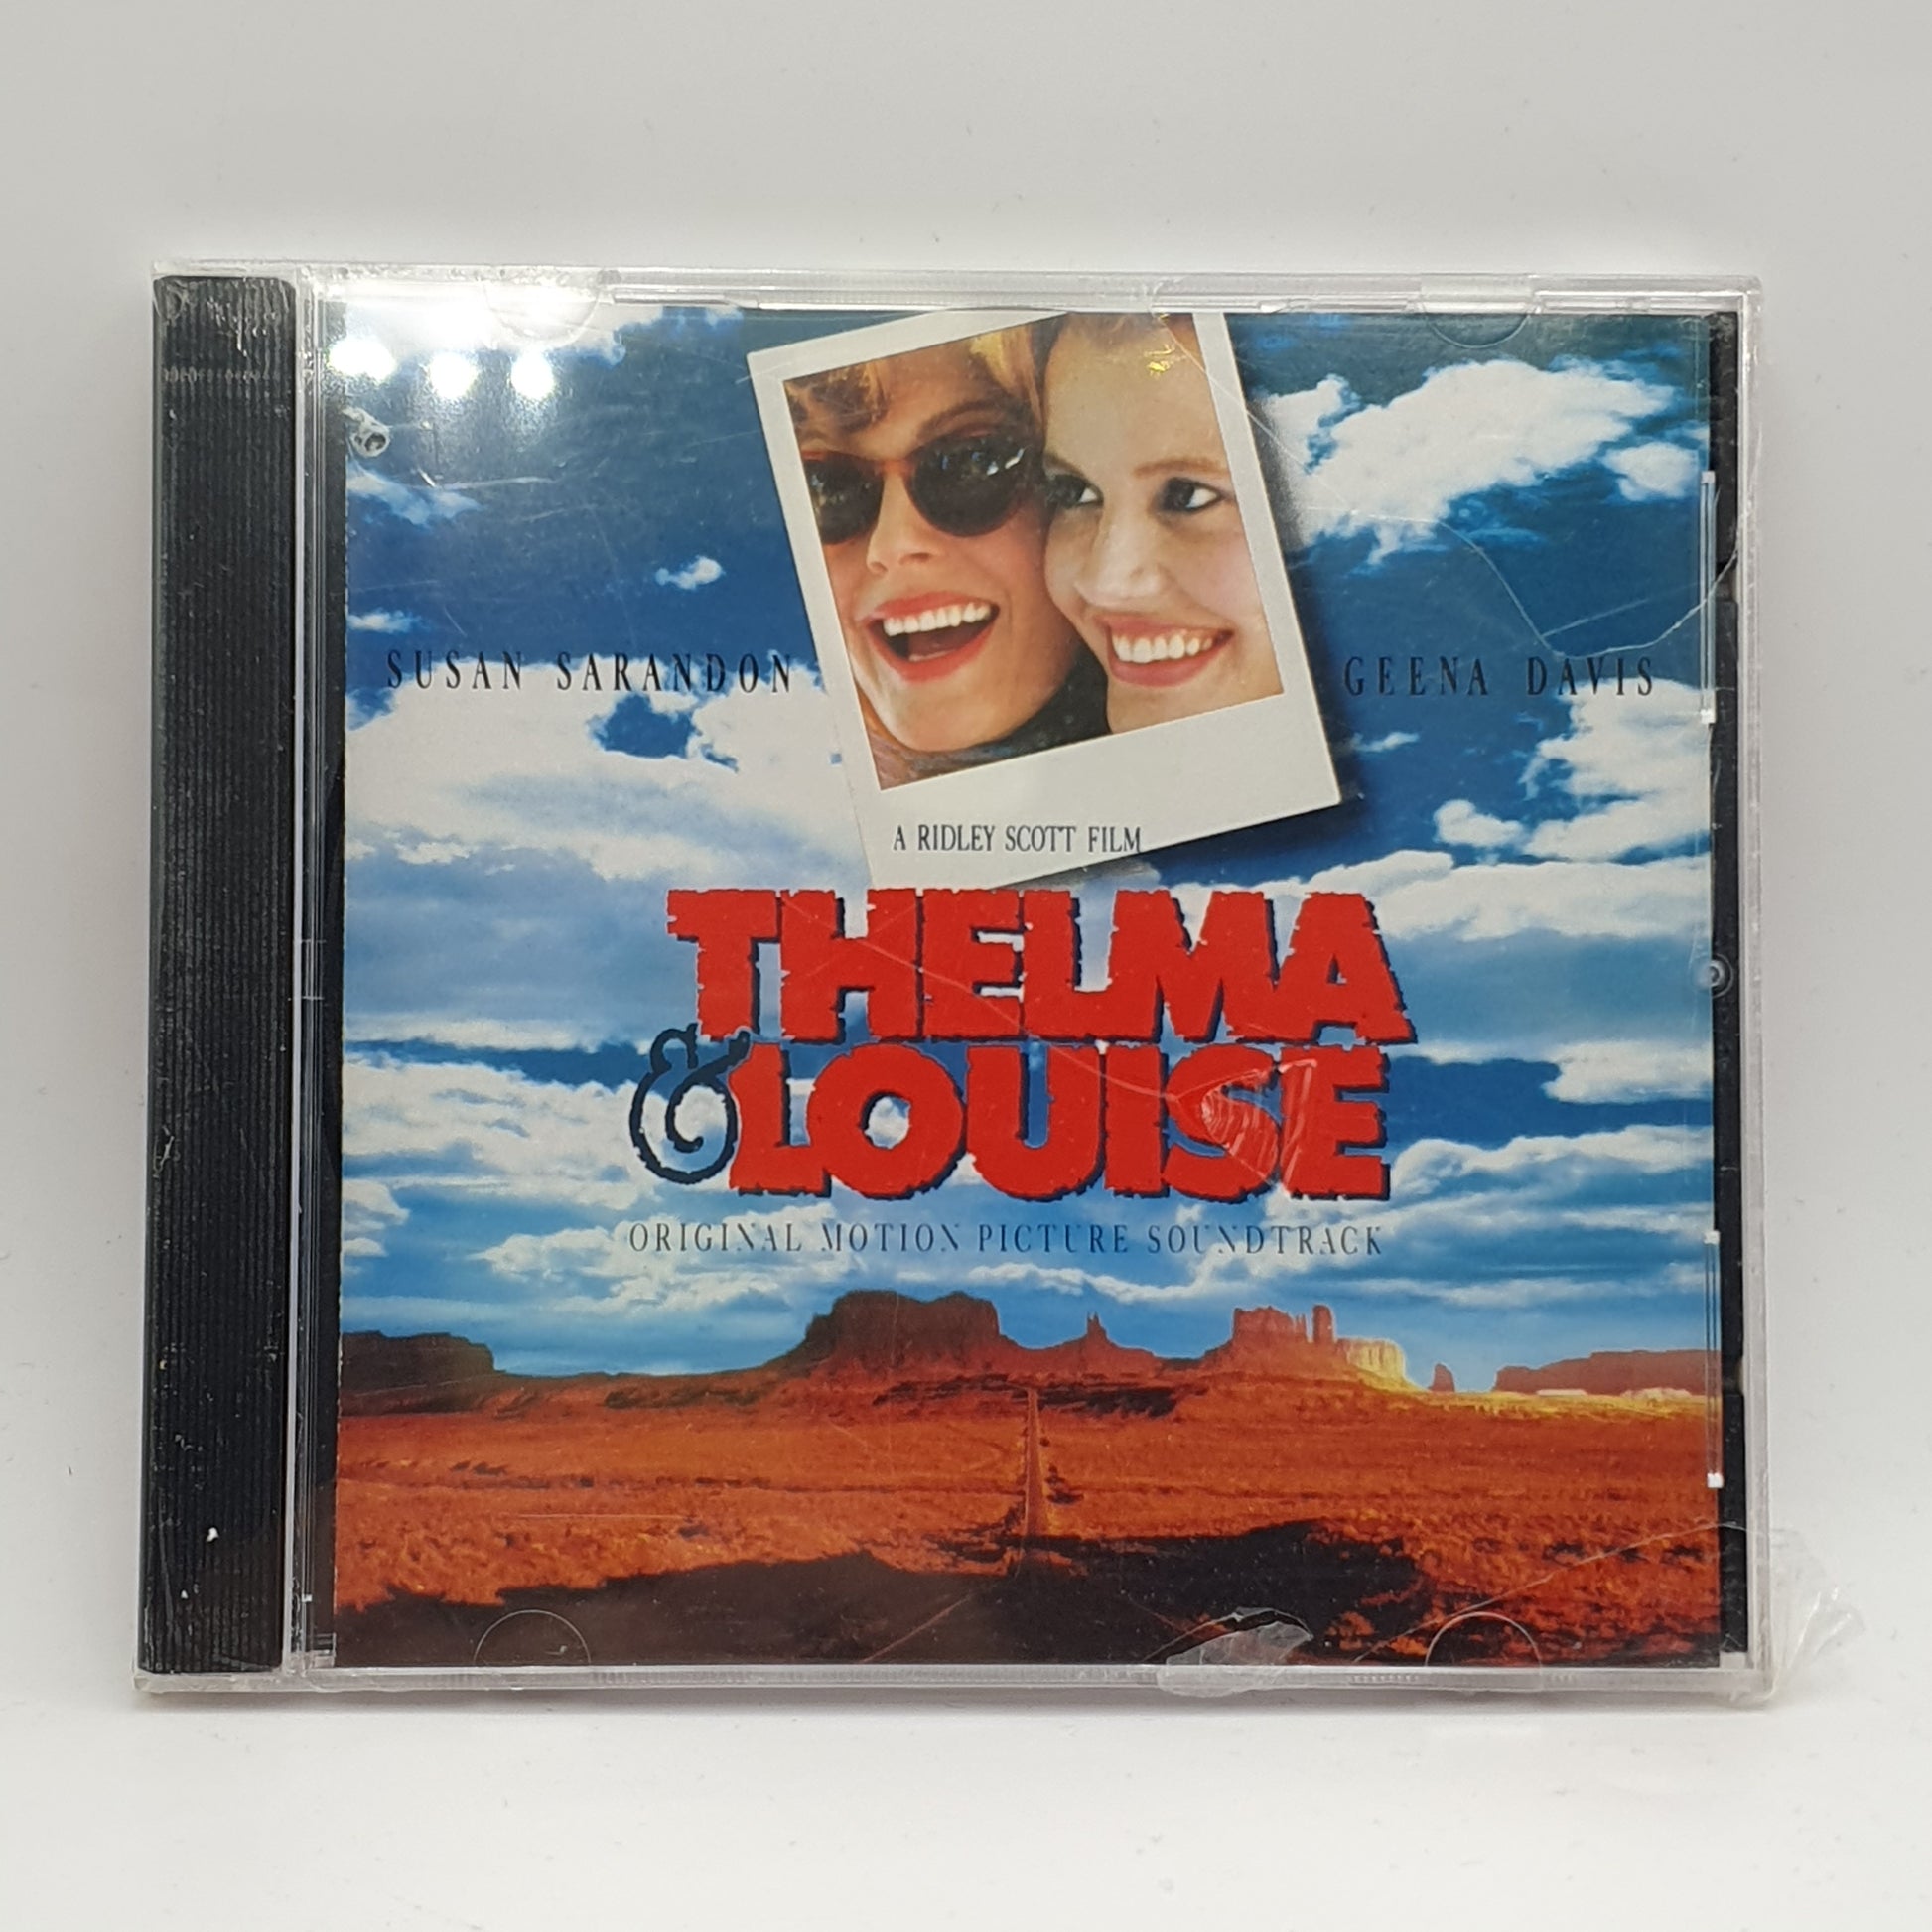 SUSAN SARANDON
GEENA DAVIS
A RIDLEY SCOTT FILM
THELMA
& LOUISE
ORIGINAL MOTION PICTURE SOUNDTRACK